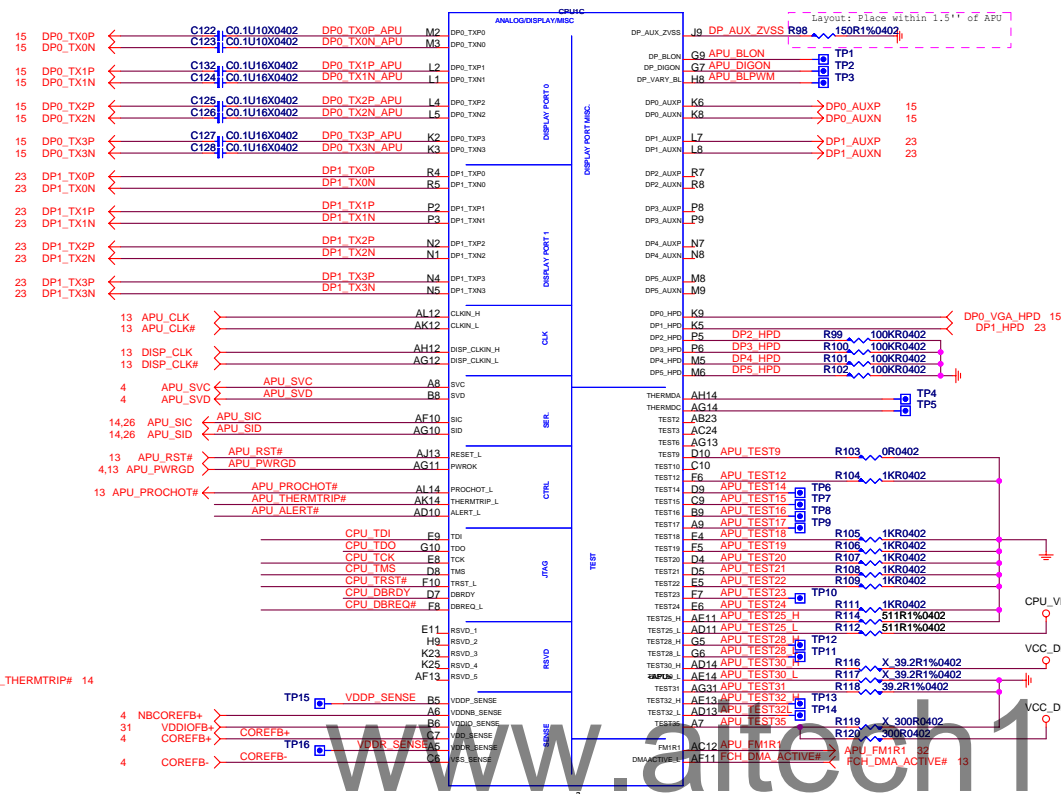 CPU1C
ANALOG/DISPLAY/MISC
Layout: Place within 1.5'' of APU
15 DP0_TX0P C122 C0.1U10X0402 DP0_TX0P_APU M2 DP0_TXP0 DP_AUX_ZVSS J9 DP_AUX_ZVSS R98 150R1%0402
15 DP0_TX0N C123 C0.1U10X0402 DP0_TX0N_APU M3 DP0_TXN0
DP_BLON G9 APU_BLON TP1
15 DP0_TX1P C132 C0.1U16X0402 DP0_TX1P_APU L2 DP0_TXP1 DP_DIGON G7 APU_DIGON TP2
15 DP0_TX1N C124 C0.1U16X0402 DP0_TX1N_APU L1 DP0_TXN1 DP_VARY_BL H8 APU_BLPWM TP3
15 DP0_TX2P C125 C0.1U16X0402 DP0_TX2P_APU L4 DP0_TXP2 DP0_AUXP K6 DP0_AUXP 15
15 DP0_TX2N C126 C0.1U16X0402 DP0_TX2N_APU L5 DP0_TXN2 DP0_AUXN K8 DP0_AUXN 15
15 DP0_TX3P C127 C0.1U16X0402 DP0_TX3P_APU K2 DP0_TXP3 DP1_AUXP L7 DP1_AUXP 23
15 DP0_TX3N C128 C0.1U16X0402 DP0_TX3N_APU K3 DP0_TXN3 DP1_AUXN L8 DP1_AUXN 23
DISPLAY PORT 0
DISPLAY PORT MISC.
23 DP1_TX0P DP1_TX0P R4 DP1_TXP0 DP2_AUXP R7
23 DP1_TX0N DP1_TX0N R5 DP1_TXN0 DP2_AUXN R8
23 DP1_TX1P DP1_TX1P P2 DP1_TXP1 DP3_AUXP P8
23 DP1_TX1N DP1_TX1N P3 DP1_TXN1 DP3_AUXN P9
23 DP1_TX2P DP1_TX2P N2 DP1_TXP2 DP4_AUXP N7
23 DP1_TX2N DP1_TX2N N1 DP1_TXN2 DP4_AUXN N8
23 DP1_TX3P DP1_TX3P N4 DP1_TXP3 DP5_AUXP M8
23 DP1_TX3N DP1_TX3N N5 DP1_TXN3 DP5_AUXN M9
DISPLAY PORT 1
13 APU_CLK AL12 CLKIN_H DP0_HPD K9 DP0_VGA_HPD 15
13 APU_CLK# AK12 CLKIN_L DP1_HPD K5 DP1_HPD 23
CLK
DP2_HPD P5 DP2_HPD R99 100KR0402
13 DISP_CLK AH12 DISP_CLKIN_H DP3_HPD P6 DP3_HPD R100 100KR0402
13 DISP_CLK# AG12 DISP_CLKIN_L DP4_HPD M5 DP4_HPD R101 100KR0402
DP5_HPD M6 DP5_HPD R102 100KR0402
4 APU_SVC APU_SVC A8 SVC
4 APU_SVD APU_SVD B8 SVD THERMDA AH14 TP4
THERMDC AG14 TP5
SER.
14,26 APU_SIC APU_SIC AF10 SIC TEST2 AB23
14,26 APU_SID APU_SID AG10 SID TEST3 AC24
TEST6 AG13
13 APU_RST# APU_RST# AJ13 RESET_L TEST9 D10 APU_TEST9 R103 0R0402
4,13 APU_PWRGD APU_PWRGD AG11 PWROK TEST10 C10
TEST12 F6 APU_TEST12 R104 1KR0402
CTRL
13 APU_PROCHOT# APU_PROCHOT# AL14 PROCHOT_L TEST14 D9 APU_TEST14 TP6
APU_THERMTRIP# AK14 THERMTRIP_L TEST15 C9 APU_TEST15 TP7
APU_ALERT# AD10 ALERT_L TEST16 B9 APU_TEST16 TP8
TEST17 A9 APU_TEST17 TP9
CPU_TDI E9 TDI TEST18 E4 APU_TEST18 R105 1KR0402
CPU_TDO G10 TDO TEST19 F5 APU_TEST19 R106 1KR0402
CPU_TCK E8 TCK TEST20 D4 APU_TEST20 R107 1KR0402
CPU_TMS D8 TMS TEST21 D5 APU_TEST21 R108 1KR0402
CPU_TRST# F10 TRST_L TEST22 E5 APU_TEST22 R109 1KR0402
CPU_DBRDY D7 DBRDY TEST23 F7 APU_TEST23 TP10
CPU_DBREQ# F8 DBREQ_L TEST24 E6 APU_TEST24 R111 1KR0402
JTAG
TEST
CPU_V
TEST25_H AE11 APU_TEST25_H R114 511R1%0402
E11 RSVD_1 TEST25_L AD11 APU_TEST25_L R112 511R1%0402
H9 RSVD_2 TEST28_H G5 APU_TEST28_H TP12
K23 RSVD_3 TEST28_L G6 APU_TEST28_L TP11
VCC_D
K25 RSVD_4 TEST30_H AD14 APU_TEST30_H R116 X_39.2R1%0402
AF13 RSVD_5 AE14 APU_TEST30_L R117 X_39.2R1%0402
RSVD
_THERMTRIP# 14
TEST31 AG31 APU_TEST31 R118 39.2R1%0402
TP15 VDDP_SENSE B5 VDDP_SENSE TEST32_H AF13 APU_TEST32_H TP13
4 NBCOREFB+ A6 VDDNB_SENSE TEST32_L AD13 APU_TEST32L TP14
VCC_D
31 VDDIOFB+ B6 VDDIO_SENSE TEST35 A7 APU_TEST35 R119 X_300R0402
4 COREFB+ COREFB+ C7 VDD_SENSE R120 300R0402
TP16 VDDR_SENSE A5 VDDR_SENSE FM1R1 AC12 APU_FM1R1 APU_FM1R1 32
4 COREFB- COREFB- C6 VSS_SENSE DMAACTIVE_L AF11 FCH_DMA_ACTIVE# FCH_DMA_ACTIVE# 13
SENSE
www.aitech1